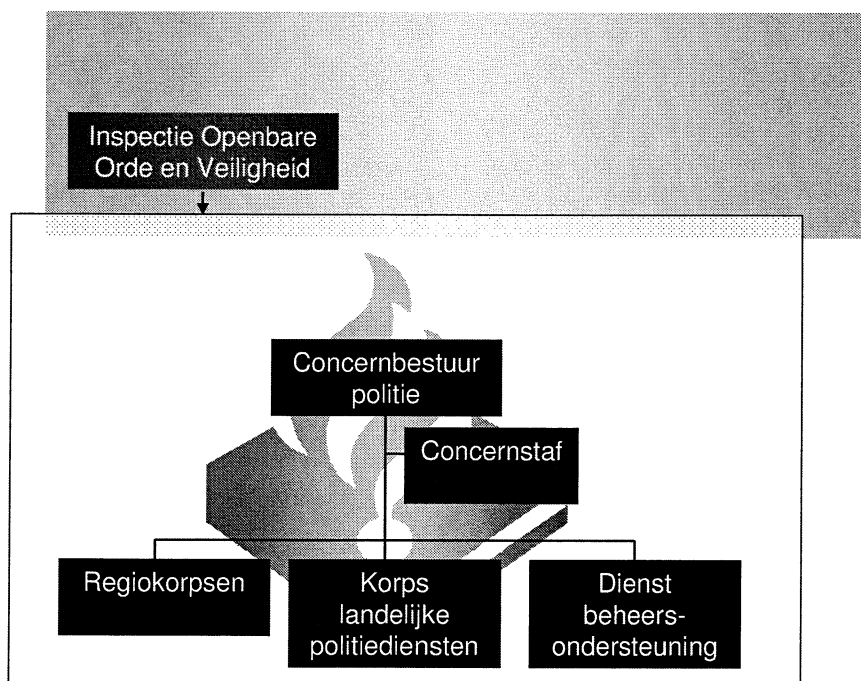 Inspectie Openbare
Orde en Veiligheid
Concernbestuur
politie
Concernstaf
Regiokorpsen
Korps
landelijke
politiediensten
Dienst
beheers-
ondersteuning